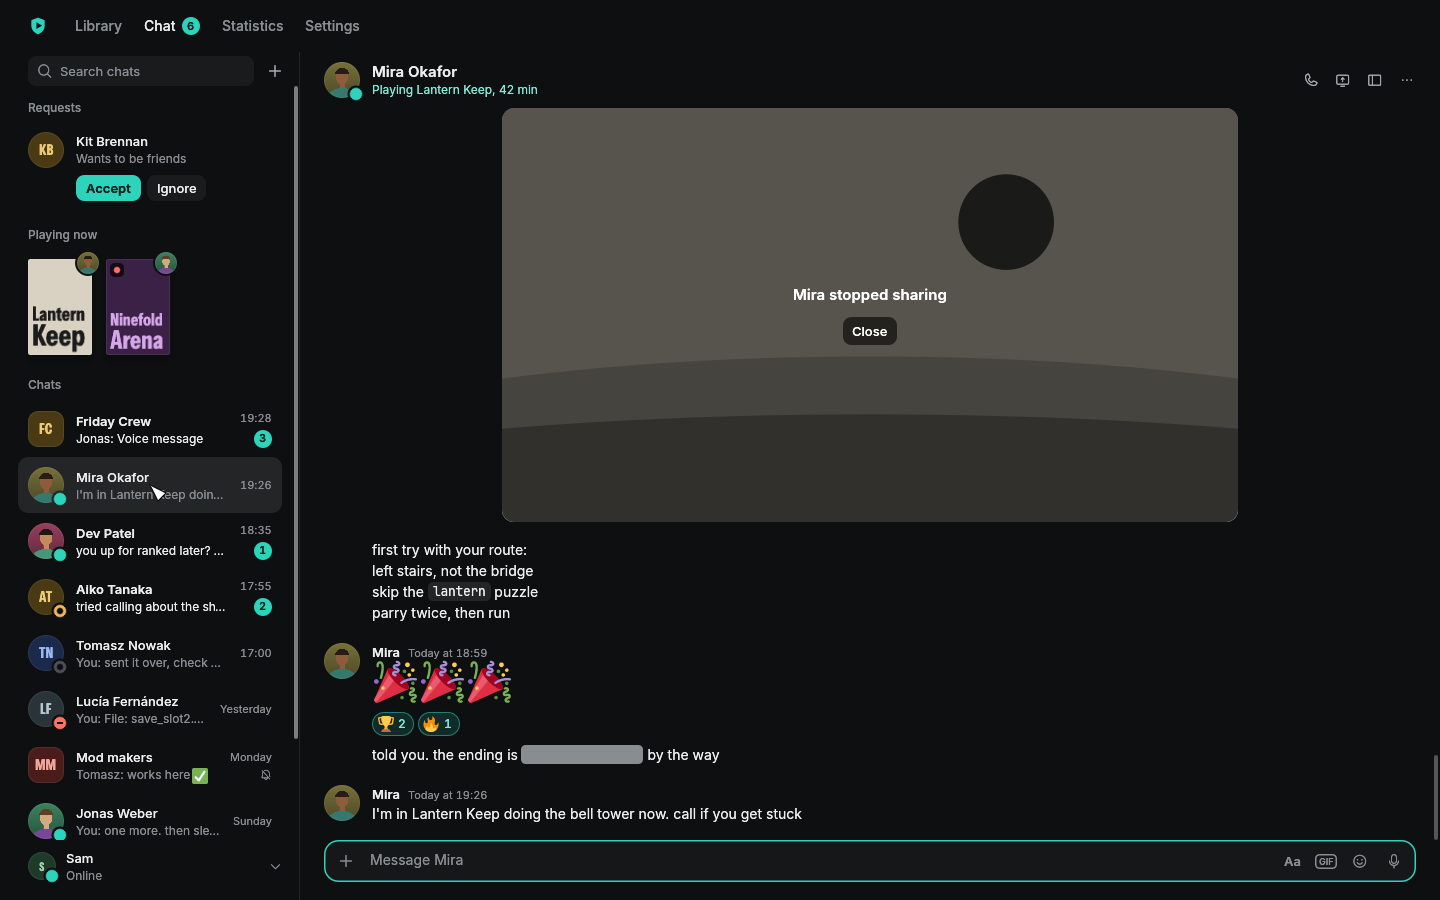 Library
Chat 6
Statistics
Settings
Search chats
Requests
KB
Kit Brennan
Wants to be friends
Accept
Ignore
Playing now
Lantern
Keep
Ninefold
Arena
Chats
FC
Friday Crew
19:28
Jonas: Voice message
3
Mira Okafor
I'm in Lantern Keep doin...
19:26
Dev Patel
18:35
you up for ranked later? ...
1
AT
Aiko Tanaka
17:55
tried calling about the sh...
2
TN
Tomasz Nowak
You: sent it over, check ...
17:00
LF
Lucía Fernández
You: File: save_slot2....
Yesterday
MM
Mod makers
Monday
Tomasz: works here
Jonas Weber
You: one more. then sle...
Sunday
S
Sam
Online
Mira Okafor
Playing Lantern Keep, 42 min
Mira stopped sharing
Close
first try with your route:
left stairs, not the bridge
skip the lantern puzzle
parry twice, then run
Mira Today at 18:59
2
1
told you. the ending is by the way
Mira Today at 19:26
I'm in Lantern Keep doing the bell tower now. call if you get stuck
Message Mira
Aa
GIF